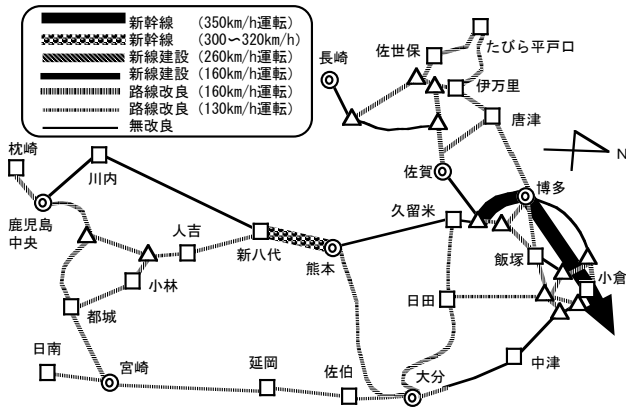 新幹線 (350km/h運転)
新幹線 (300〜320km/h)
新線建設 (260km/h運転)
新線建設 (160km/h運転)
路線改良 (160km/h運転)
路線改良 (130km/h運転)
無改良
たびら平戸口
佐世保
長崎
伊万里
唐津
N
枕崎
川内
佐賀
博多
鹿児島
中央
人吉
新八代
久留米
熊本
飯塚
小倉
小林
日田
都城
日南
宮崎
延岡
佐伯
大分
中津